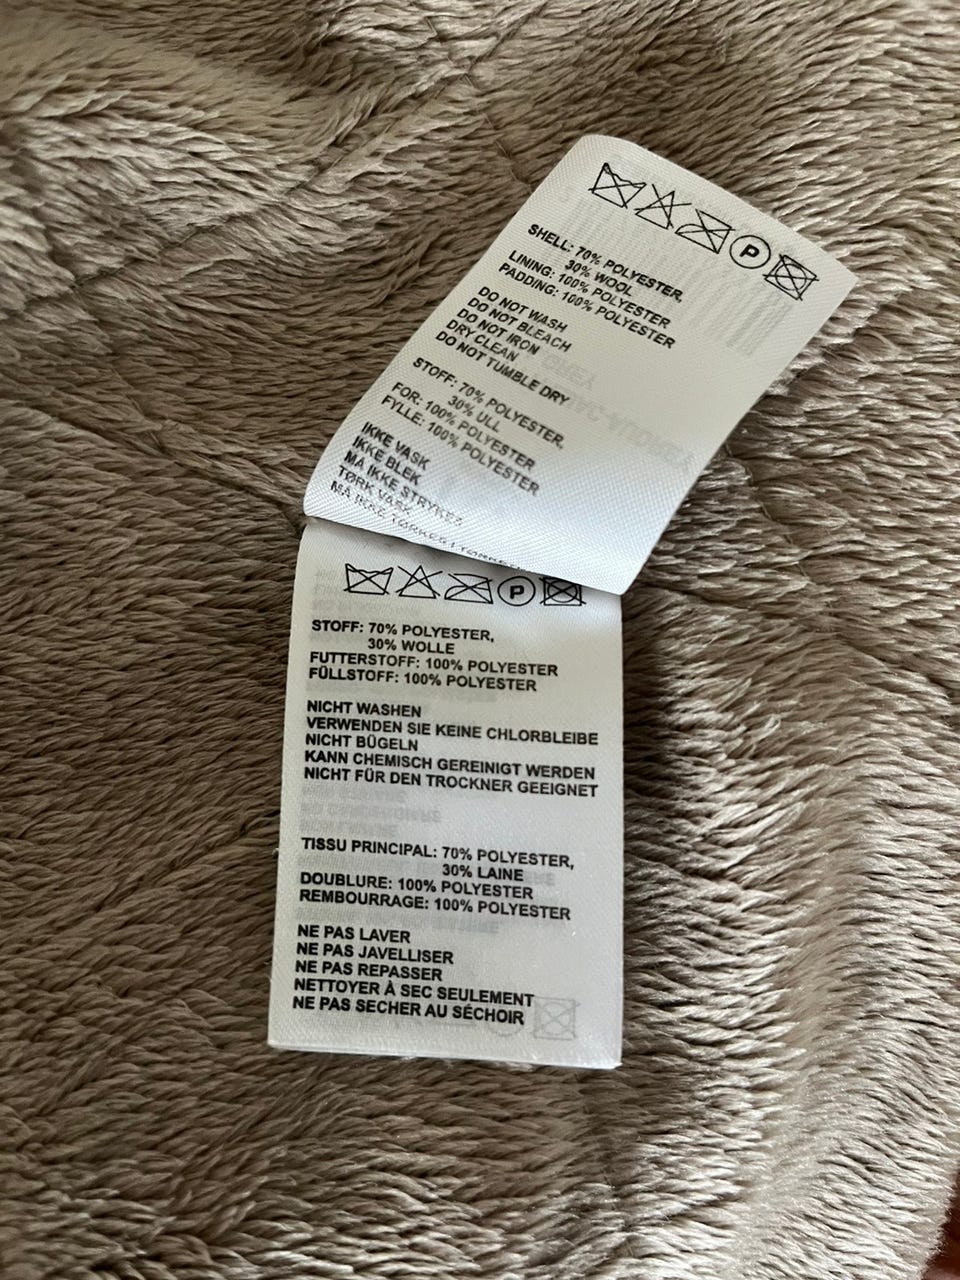 P
SHELL: 70% POLYESTER,
30% WOOL
LINING: 100% POLYESTER
PADDING: 100% POLYESTER
DO NOT WASH
DO NOT BLEACH
DO NOT IRON
DRY CLEAN
DO NOT TUMBLE DRY
STOFF: 70% POLYESTER,
30% ULL
FOR: 100% POLYESTER
FYLLE: 100% POLYESTER
IKKE VASK
IKKE BLEK
MÅ IKKE STRYKES
TØRK VASK
MÅ IKKE TØRKES I
P
STOFF: 70% POLYESTER,
30% WOLLE
FUTTERSTOFF: 100% POLYESTER
FÜLLSTOFF: 100% POLYESTER
NICHT WASHEN
VERWENDEN SIE KEINE CHLORBLEIBE
NICHT BÜGELN
KANN CHEMISCH GEREINIGT WERDEN
NICHT FÜR DEN TROCKNER GEEIGNET
TISSU PRINCIPAL: 70% POLYESTER,
30% LAINE
DOUBLURE: 100% POLYESTER
REMBOURRAGE: 100% POLYESTER
NE PAS LAVER
NE PAS JAVELLISER
NE PAS REPASSER
NETTOYER À SEC SEULEMENT
NE PAS SECHER AU SÉCHOIR